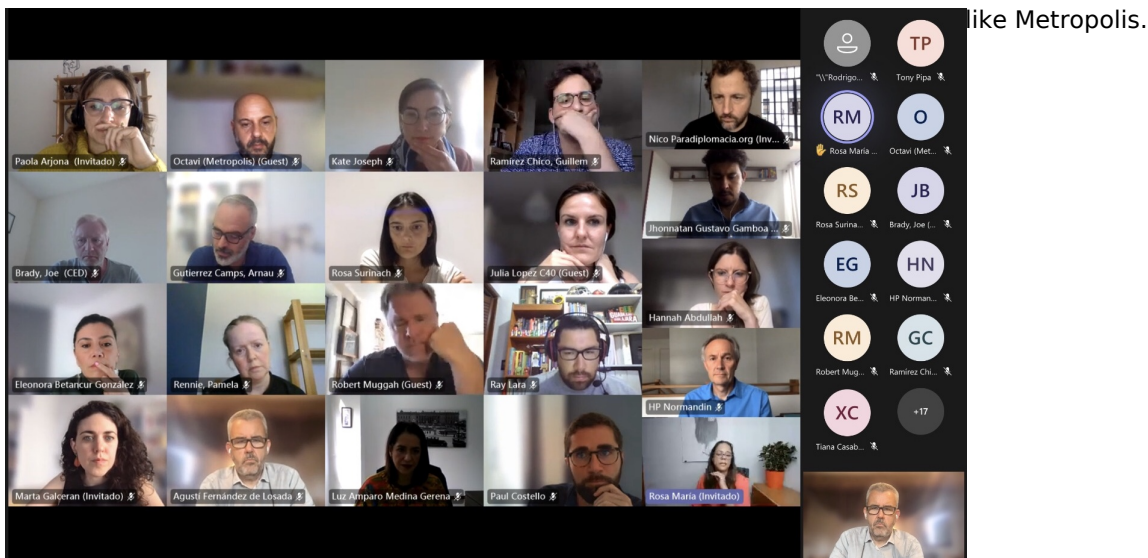 like Metropolis.
Paola Arjona (Invitado)
Octavi (Metropolis) (Guest)
Kate Joseph
Ramírez Chico, Guillem
Nico Paradiplomacia.org (Inv...
Brady, Joe (CED)
Gutierrez Camps, Arnau
Rosa Surinach
Julia Lopez C40 (Guest)
Jhonnatan Gustavo Gamboa ...
Hannah Abdullah
Eleonora Betancur González
Rennie, Pamela
Robert Muggah (Guest)
Ray Lara
HP Normandin
Marta Galceran (Invitado)
Agustí Fernández de Losada
Luz Amparo Medina Gerena
Paul Costello
Rosa María (Invitado)
TP
"\\"Rodrigo...
Tony Pipa
RM
O
Rosa María ...
Octavi (Met...
RS
JB
Rosa Surina...
Brady, Joe (...
EG
HN
Eleonora Be...
HP Norman...
RM
GC
Robert Mug...
Ramírez Chi...
XC
+17
Tiana Casab...